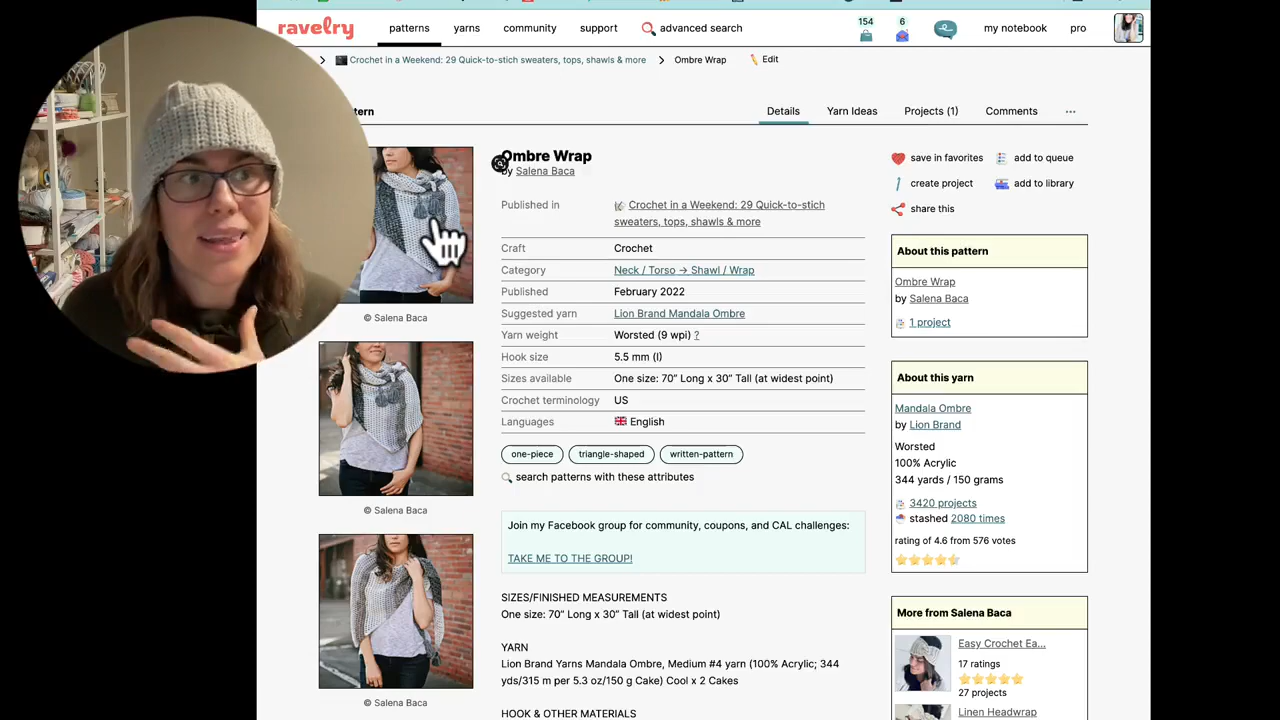 ravelry
patterns
yarns
community
support
advanced search
154
6
my notebook
pro
Crochet in a Weekend: 29 Quick-to-stich sweaters, tops, shawls & more
Ombre Wrap
Edit
Details
Yarn Ideas
Projects (1)
Comments
Ombre Wrap
by Salena Baca
Published in
Crochet in a Weekend: 29 Quick-to-stich
sweaters, tops, shawls & more
Craft
Crochet
Category
Neck / Torso → Shawl / Wrap
Published
February 2022
Suggested yarn
Lion Brand Mandala Ombre
Yarn weight
Worsted (9 wpi) ?
Hook size
5.5 mm (I)
Sizes available
One size: 70” Long x 30” Tall (at widest point)
Crochet terminology
US
Languages
English
one-piece
triangle-shaped
written-pattern
search patterns with these attributes
Join my Facebook group for community, coupons, and CAL challenges:
TAKE ME TO THE GROUP!
SIZES/FINISHED MEASUREMENTS
One size: 70” Long x 30” Tall (at widest point)
YARN
Lion Brand Yarns Mandala Ombre, Medium #4 yarn (100% Acrylic; 344
yds/315 m per 5.3 oz/150 g Cake) Cool x 2 Cakes
HOOK & OTHER MATERIALS
© Salena Baca
© Salena Baca
© Salena Baca
save in favorites
add to queue
create project
add to library
share this
About this pattern
Ombre Wrap
by Salena Baca
1 project
About this yarn
Mandala Ombre
by Lion Brand
Worsted
100% Acrylic
344 yards / 150 grams
3420 projects
stashed 2080 times
rating of 4.6 from 576 votes
More from Salena Baca
Easy Crochet Ea...
17 ratings
27 projects
Linen Headwrap